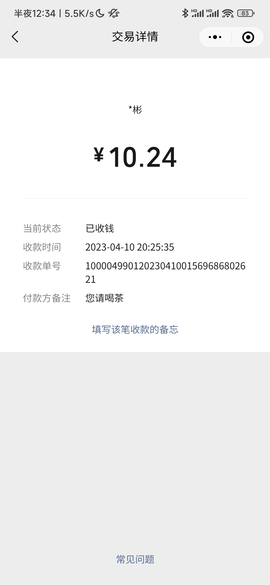 半夜12:34 | 5.5K/s
交易详情
*彬
¥10.24
当前状态 已收钱
收款时间 2023-04-10 20:25:35
收款单号 100004990120230410015696868026
21
付款方备注 您请喝茶
填写该笔收款的备忘
常见问题